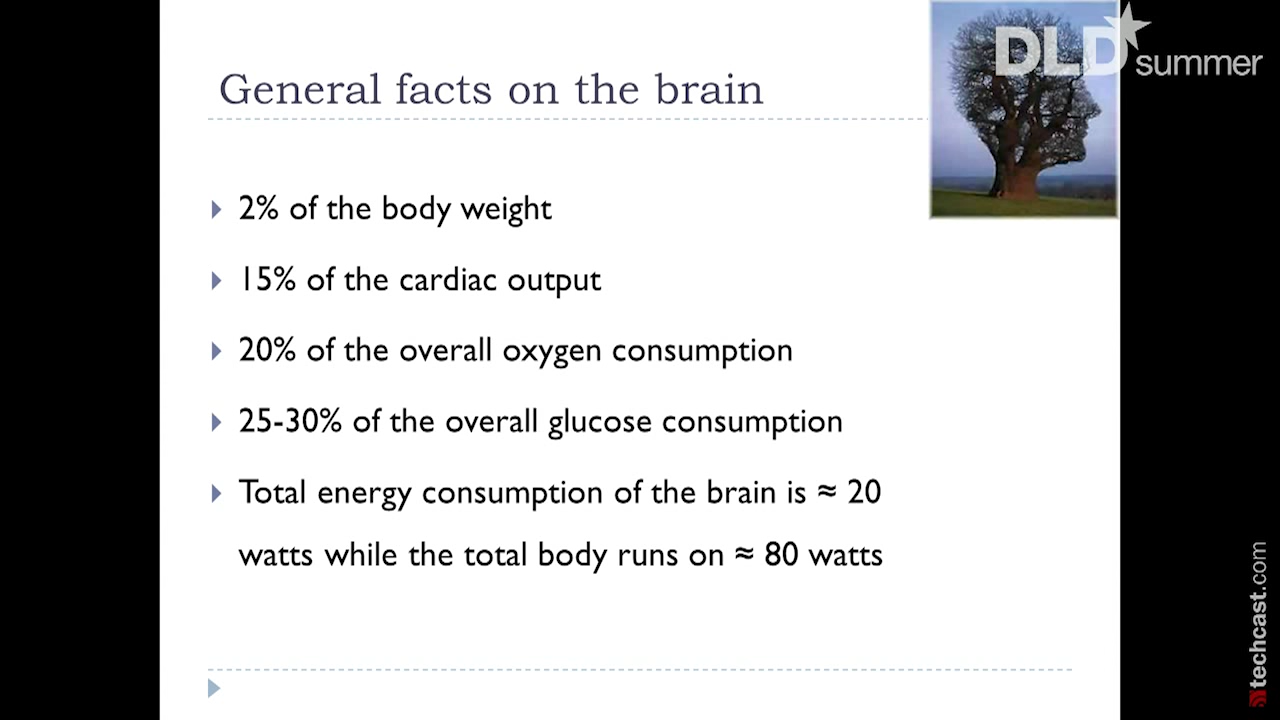 General facts on the brain
DLD summer
2% of the body weight
15% of the cardiac output
20% of the overall oxygen consumption
25-30% of the overall glucose consumption
Total energy consumption of the brain is ≈ 20
watts while the total body runs on ≈ 80 watts
techcast.com